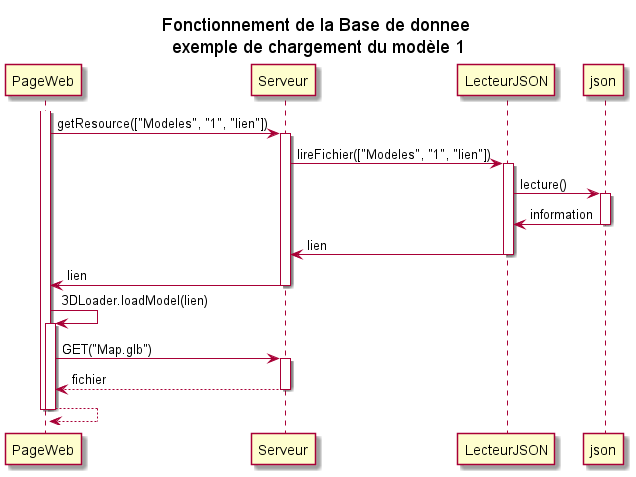 Fonctionnement de la Base de donnee
exemple de chargement du modèle 1
PageWeb
Serveur
LecteurJSON
json
getResource(["Modeles", "1", "lien"])
lireFichier(["Modeles", "1", "lien"])
lecture()
information
lien
lien
3DLoader.loadModel(lien)
GET("Map.glb")
fichier
PageWeb
Serveur
LecteurJSON
json